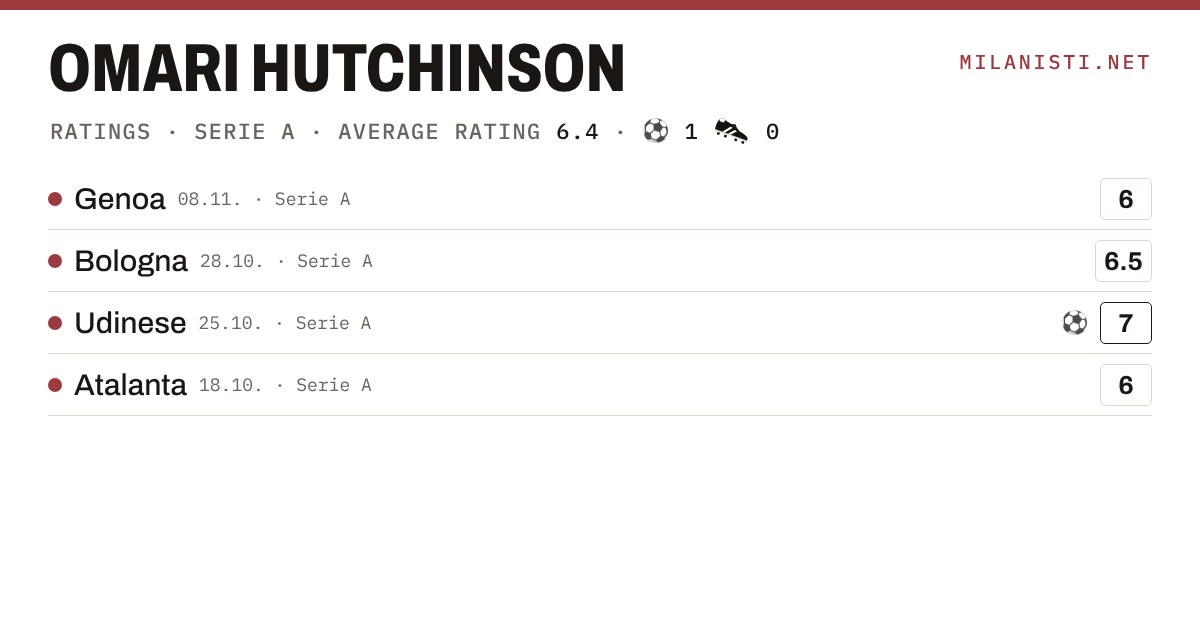 OMARI HUTCHINSON
MILANISTI.NET
RATINGS · SERIE A · AVERAGE RATING 6.4 · ⚽ 1 0
Genoa 08.11. · Serie A 6
Bologna 28.10. · Serie A 6.5
Udinese 25.10. · Serie A ⚽ 7
Atalanta 18.10. · Serie A 6